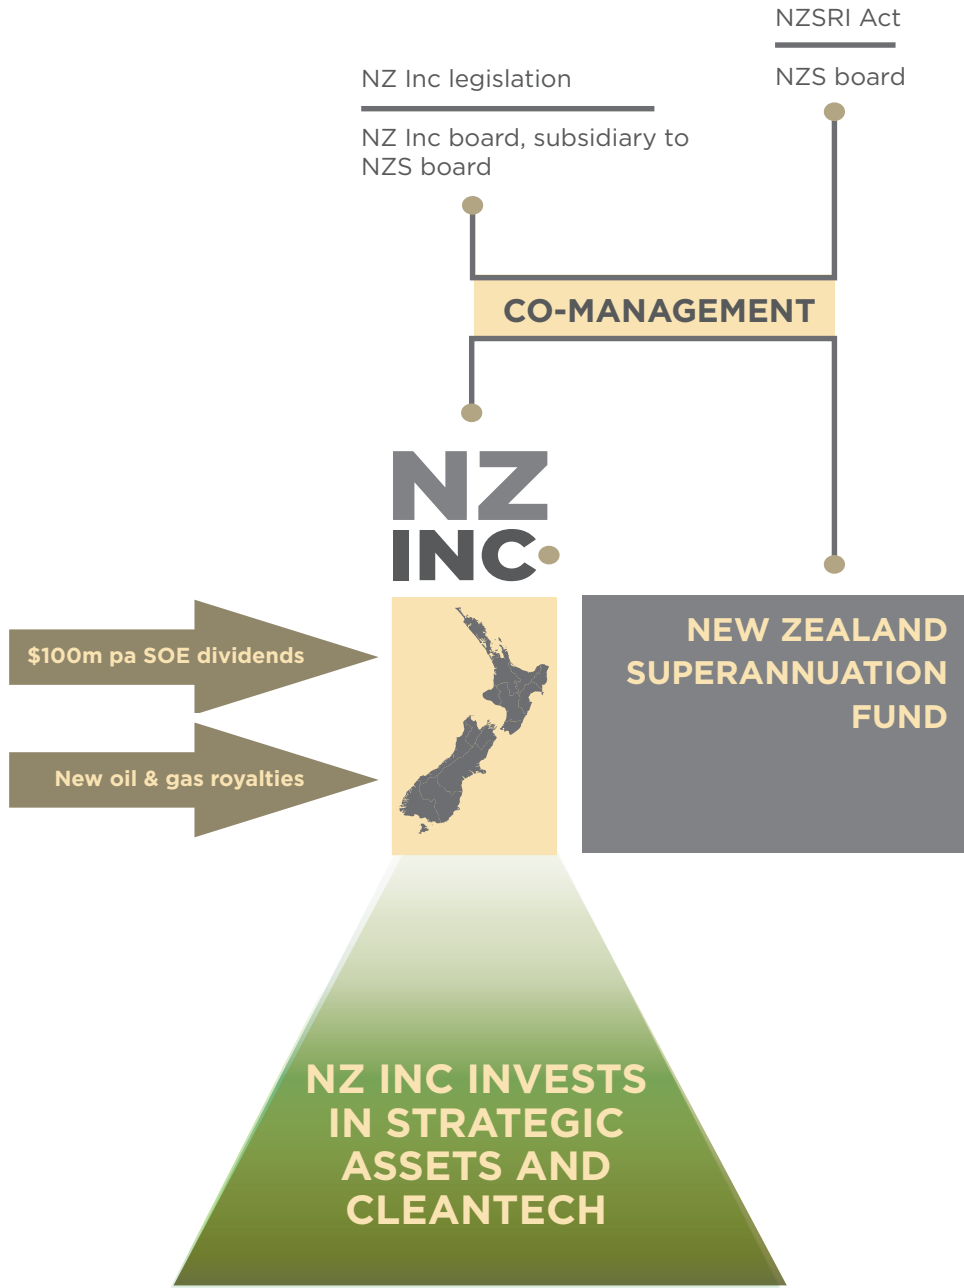 NZSRI Act
NZS board
NZ Inc legislation
NZ Inc board, subsidiary to
NZS board
CO-MANAGEMENT
NZ
INC
$100m pa SOE dividends
New oil & gas royalties
NEW ZEALAND
SUPERANNUATION
FUND
NZ INC INVESTS
IN STRATEGIC
ASSETS AND
CLEANTECH